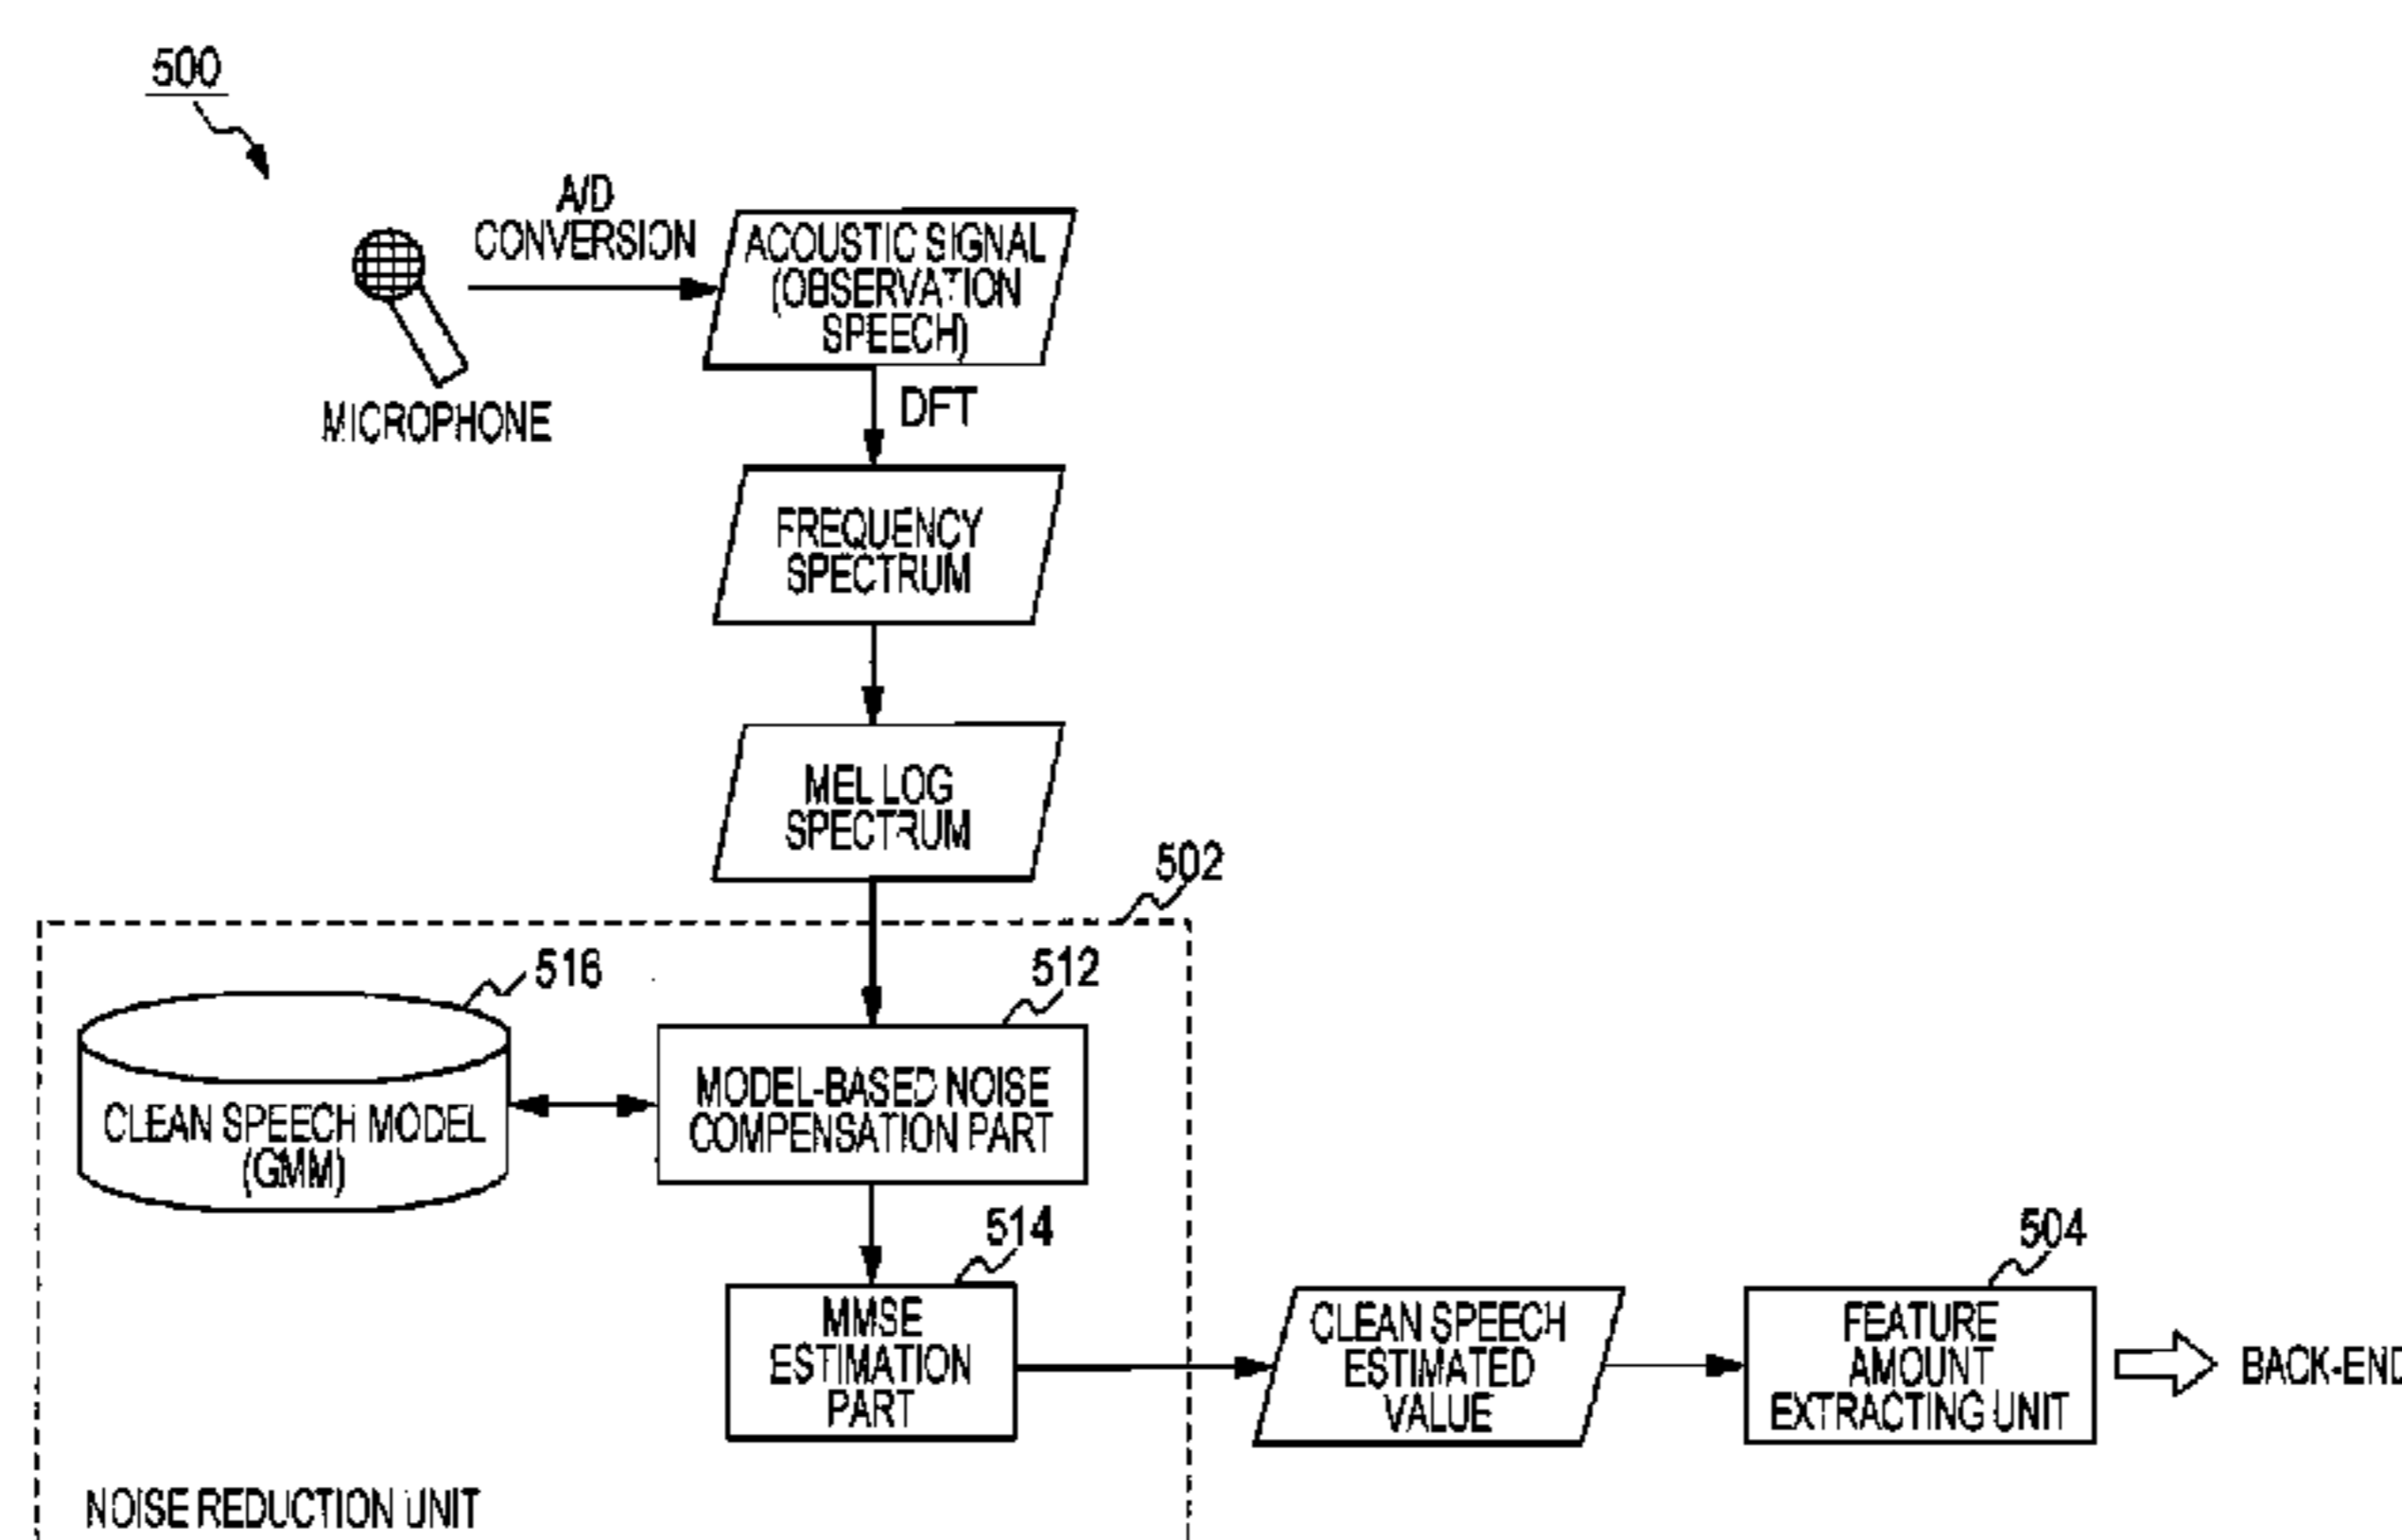 500
A/D
CONVERSION
MICROPHONE
ACOUSTIC SIGNAL
(OBSERVATION
SPEECH)
DFT
FREQUENCY
SPECTRUM
MEL LOG
SPECTRUM
502
516
512
CLEAN SPEECH MODEL
(GMM)
MODEL-BASED NOISE
COMPENSATION PART
514
MMSE
ESTIMATION
PART
CLEAN SPEECH
ESTIMATED
VALUE
504
FEATURE
AMOUNT
EXTRACTING UNIT
BACK-END
NOISE REDUCTION UNIT